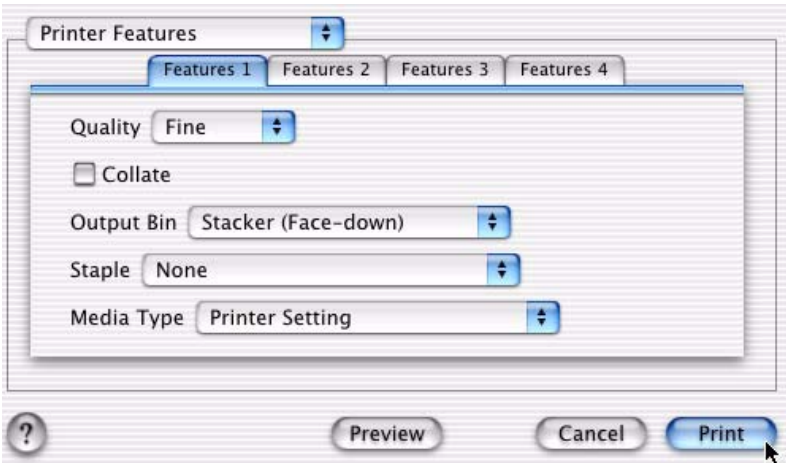 Printer Features
Features 1 Features 2 Features 3 Features 4
Quality Fine
Collate
Output Bin Stacker (Face-down)
Staple None
Media Type Printer Setting
? Preview Cancel Print